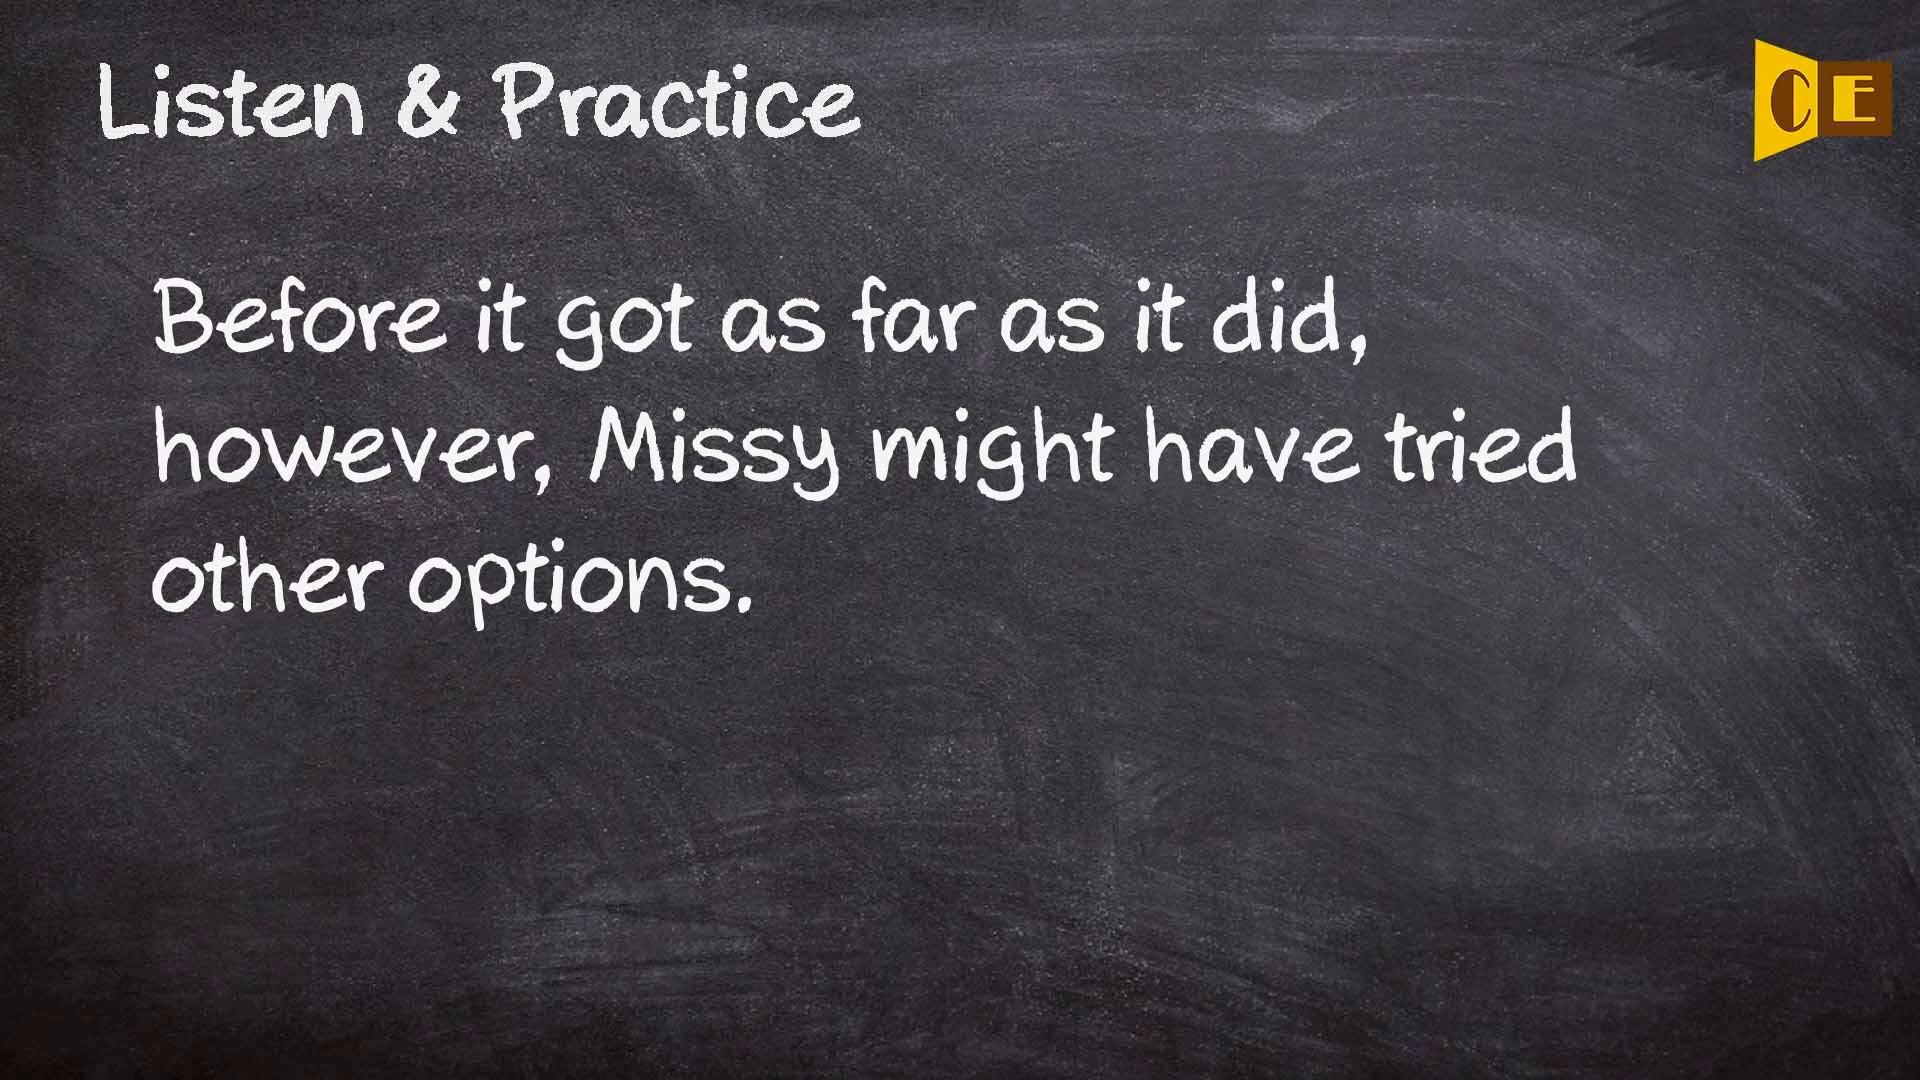 Listen & Practice
CE
Before it got as far as it did,
however, Missy might have tried
other options.